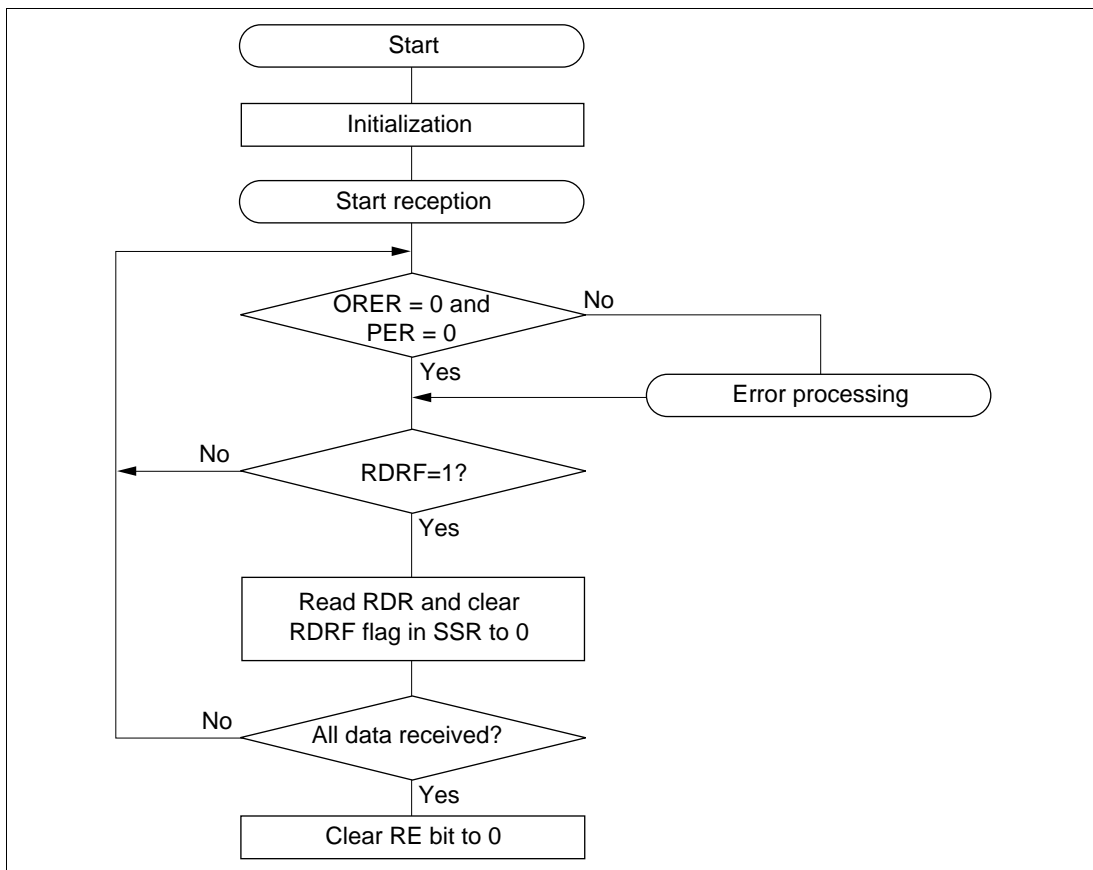 Start
Initialization
Start reception
ORER = 0 and
PER = 0
No
Yes
Error processing
No
RDRF=1?
Yes
Read RDR and clear
RDRF flag in SSR to 0
No
All data received?
Yes
Clear RE bit to 0